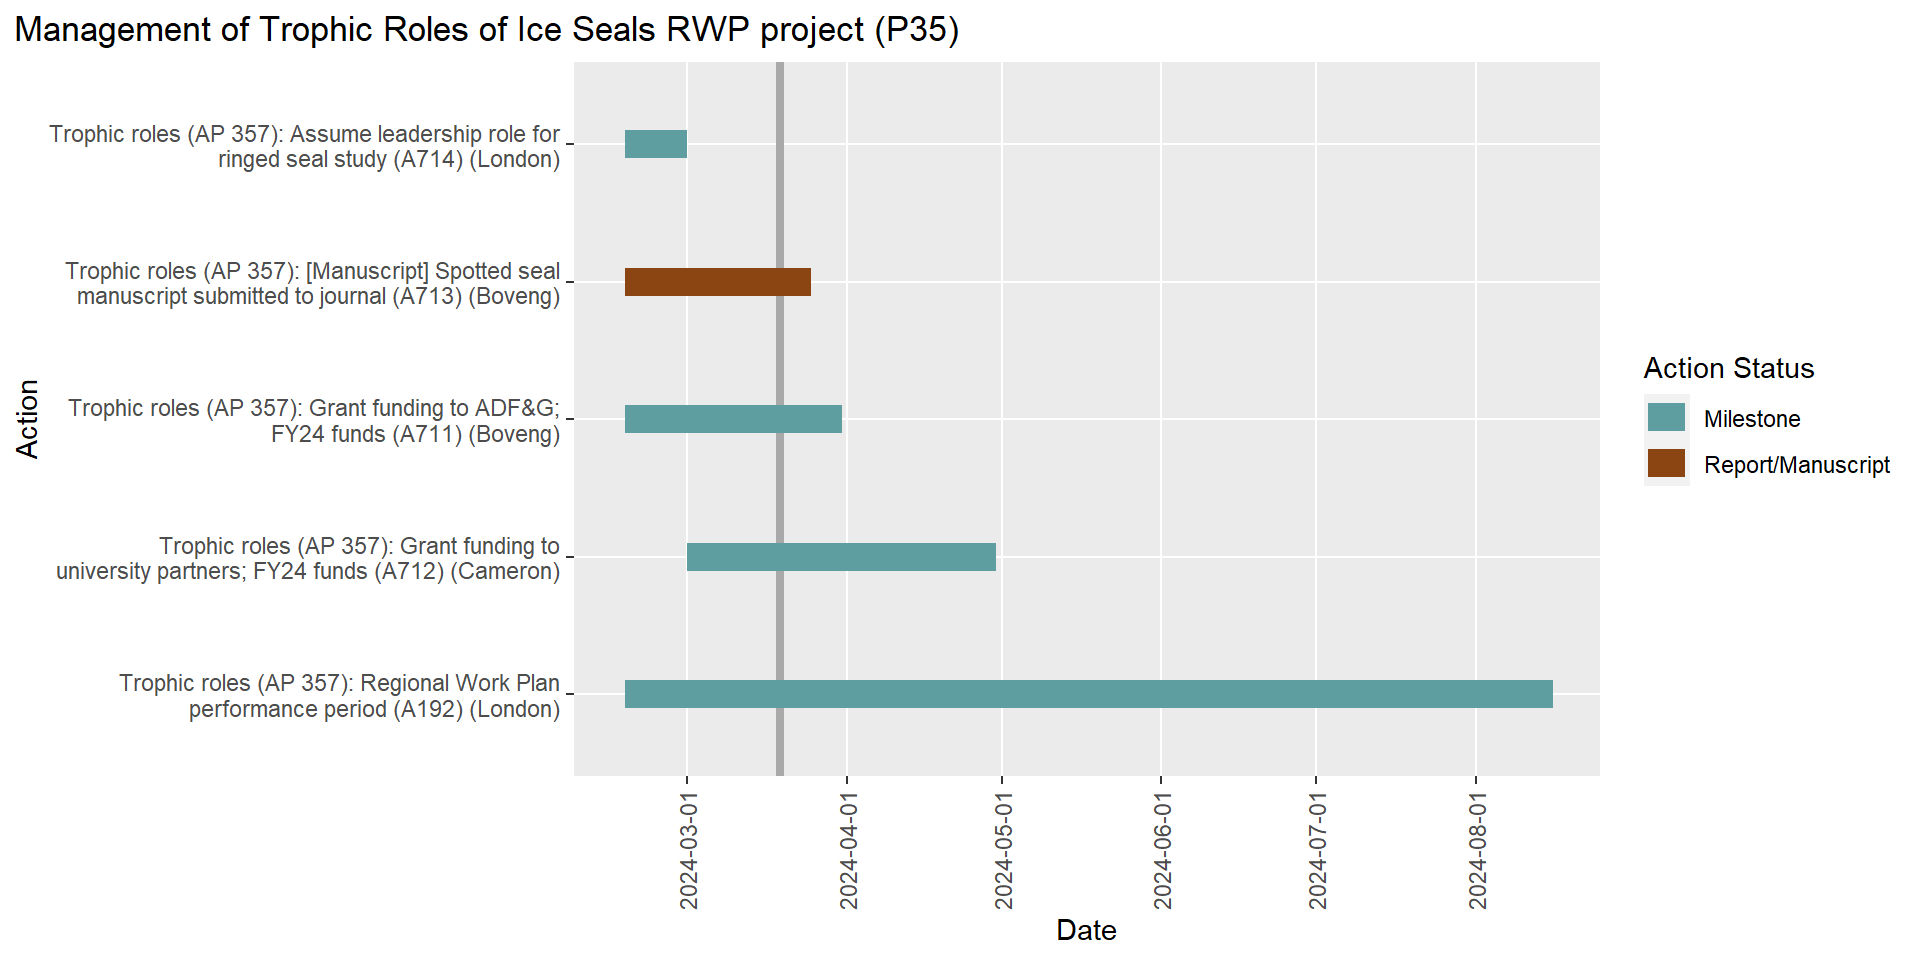 Management of Trophic Roles of Ice Seals RWP project (P35)
Trophic roles (AP 357): Assume leadership role for
ringed seal study (A714) (London)
Trophic roles (AP 357): [Manuscript] Spotted seal
manuscript submitted to journal (A713) (Boveng)
Trophic roles (AP 357): Grant funding to ADF&G;
FY24 funds (A711) (Boveng)
Trophic roles (AP 357): Grant funding to
university partners; FY24 funds (A712) (Cameron)
Trophic roles (AP 357): Regional Work Plan
performance period (A192) (London)
Action
2024-03-01
2024-04-01
2024-05-01
2024-06-01
2024-07-01
2024-08-01
Date
Action Status
Milestone
Report/Manuscript